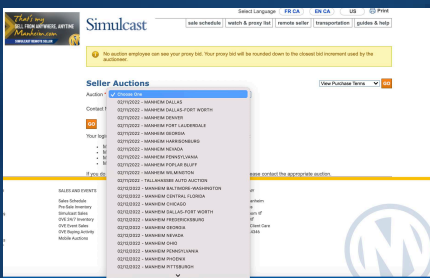 That's my
SELL FROM ANYWHERE, ANYTIME
Manheim.com
SIMULCAST REMOTE SELLER
Simulcast
Select Language FR CA EN CA US Print
sale schedule watch & proxy list remote seller transportation guides & help
No auction employee can see your proxy bid. Your proxy bid will be rounded down to the closest bid increment used by the auctioneer.
Seller Auctions
View Purchase Terms GO
Auction *
Choose One
02/11/2022 - MANHEIM DALLAS
02/11/2022 - MANHEIM DALLAS-FORT WORTH
Contact
02/11/2022 - MANHEIM DENVER
02/11/2022 - MANHEIM FORT LAUDERDALE
GO
02/11/2022 - MANHEIM GEORGIA
02/11/2022 - MANHEIM HARRISONBURG
Your login
02/11/2022 - MANHEIM NEVADA
02/11/2022 - MANHEIM PENNSYLVANIA
02/11/2022 - MANHEIM POPLAR BLUFF
02/11/2022 - MANHEIM WILMINGTON
02/11/2022 - TALLAHASSEE AUTO AUCTION
If you do
please contact the appropriate auction.
02/12/2022 - MANHEIM BALTIMORE-WASHINGTON
02/12/2022 - MANHEIM CENTRAL FLORIDA
02/12/2022 - MANHEIM CHICAGO
02/12/2022 - MANHEIM DALLAS-FORT WORTH
02/12/2022 - MANHEIM FREDERICKSBURG
02/12/2022 - MANHEIM GEORGIA
02/12/2022 - MANHEIM NEVADA
02/12/2022 - MANHEIM OHIO
02/12/2022 - MANHEIM PENNSYLVANIA
02/12/2022 - MANHEIM PHOENIX
02/12/2022 - MANHEIM PITTSBURGH
SALES AND EVENTS
Sales Schedule
Pre-Sale Inventory
Simulcast Sales
OVE 24/7 Inventory
OVE Event Sales
OVE Buying Activity
Mobile Auctions
Client Care